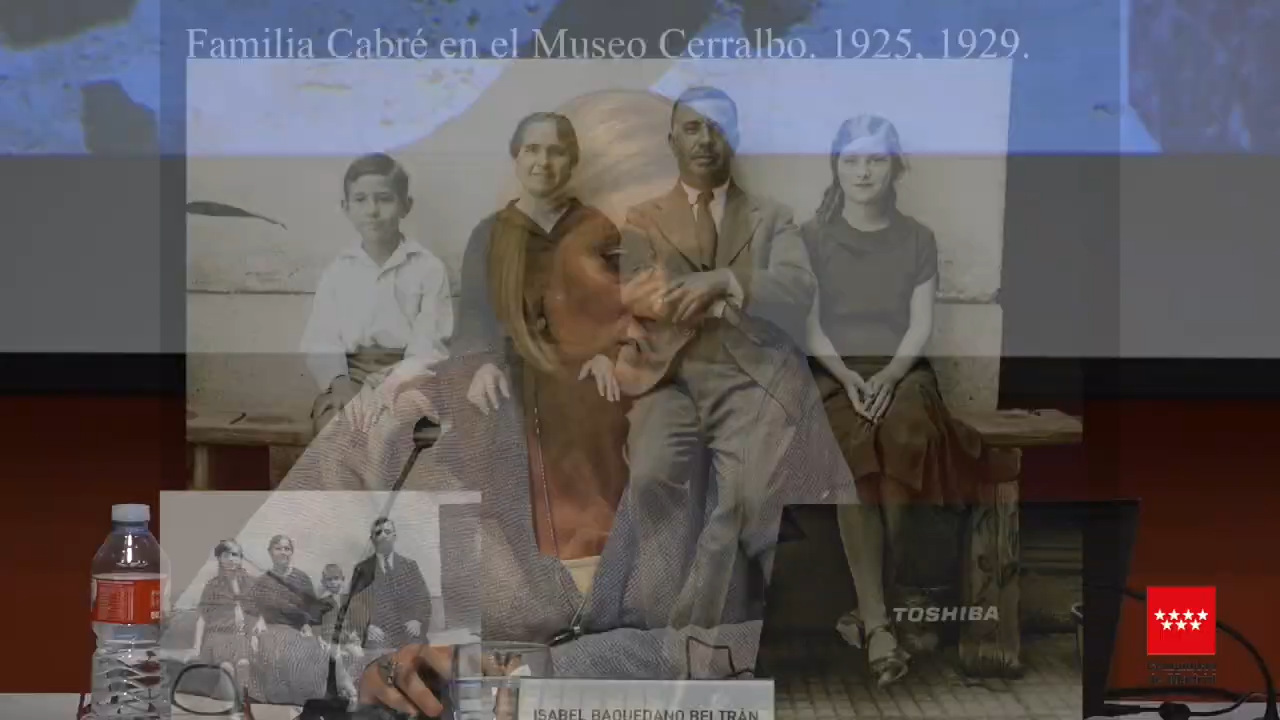 Familia Cabré en el Museo Cerralbo. 1925, 1929.
TOSHIBA
ISABEL BAQUEDANO BELTRÁN